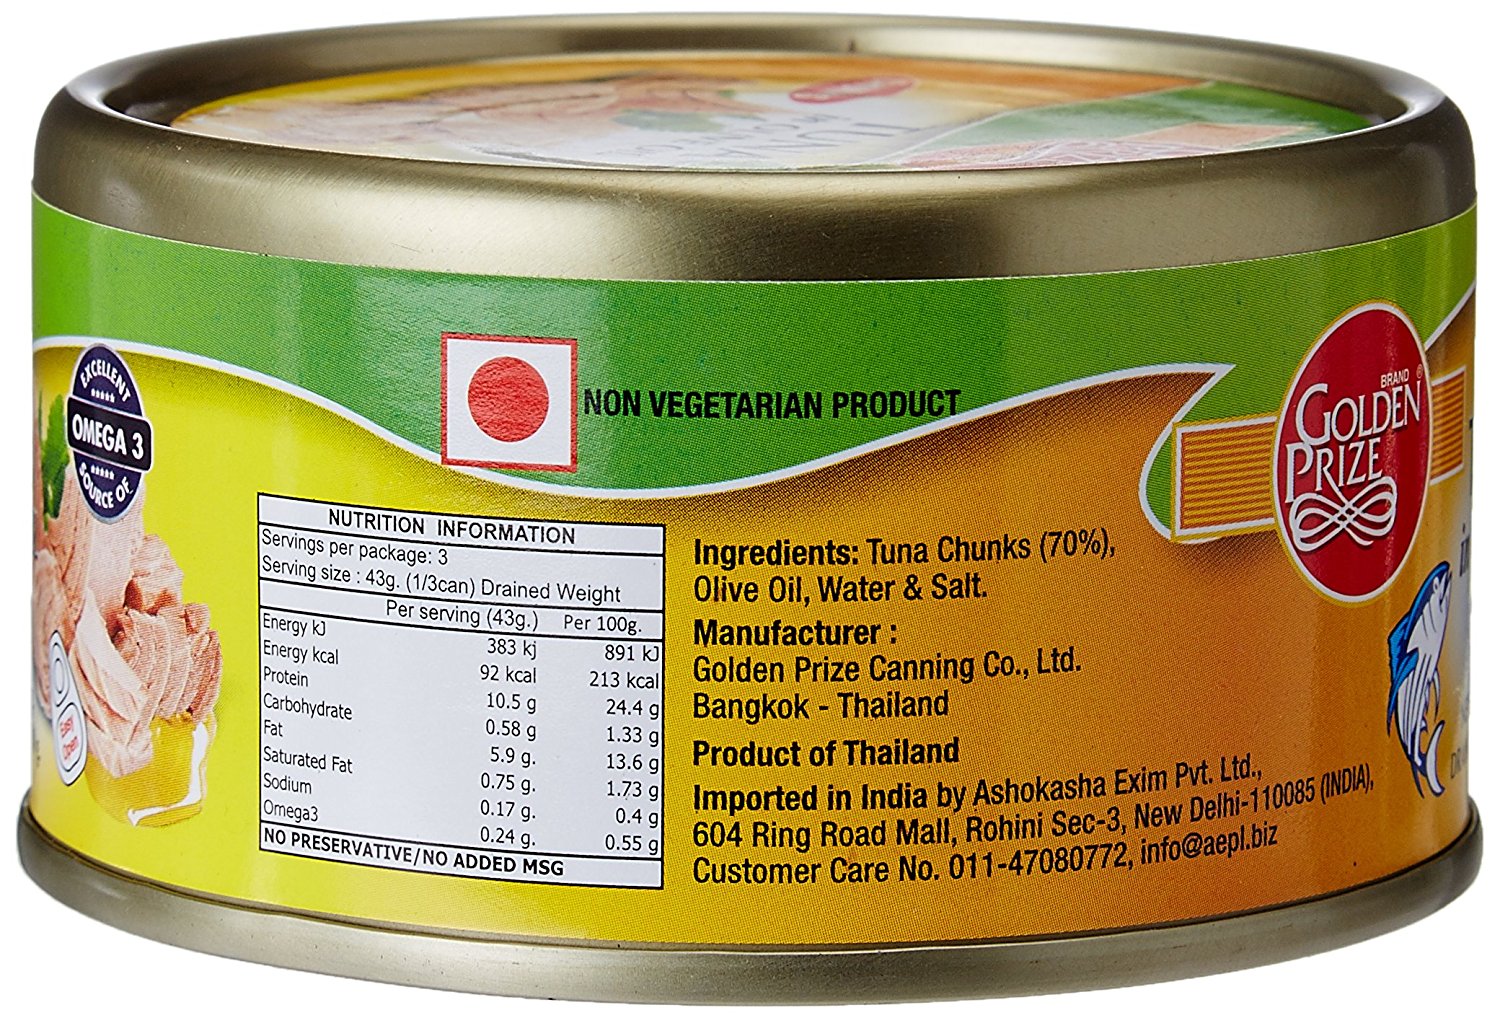 TUNA
EXCELLENT
OMEGA 3
SOURCE OF
Easy
Open
NON VEGETARIAN PRODUCT
BRAND
GOLDEN ®
PRIZE
NUTRITION INFORMATION
Servings per package: 3
Serving size : 43g. (1/3can) Drained Weight
Per serving (43g.) Per 100g.
Energy kJ 383 kj 891 kJ
Energy kcal 92 kcal 213 kcal
Protein 10.5 g 24.4 g
Carbohydrate 0.58 g 1.33 g
Fat 5.9 g. 13.6 g
Saturated Fat 0.75 g. 1.73 g
Sodium 0.17 g. 0.4 g
Omega3 0.24 g. 0.55 g
NO PRESERVATIVE/NO ADDED MSG
Ingredients: Tuna Chunks (70%),
Olive Oil, Water & Salt.
Manufacturer :
Golden Prize Canning Co., Ltd.
Bangkok - Thailand
Product of Thailand
Imported in India by Ashokasha Exim Pvt. Ltd.,
604 Ring Road Mall, Rohini Sec-3, New Delhi-110085 (INDIA),
Customer Care No. 011-47080772, info@aepl.biz